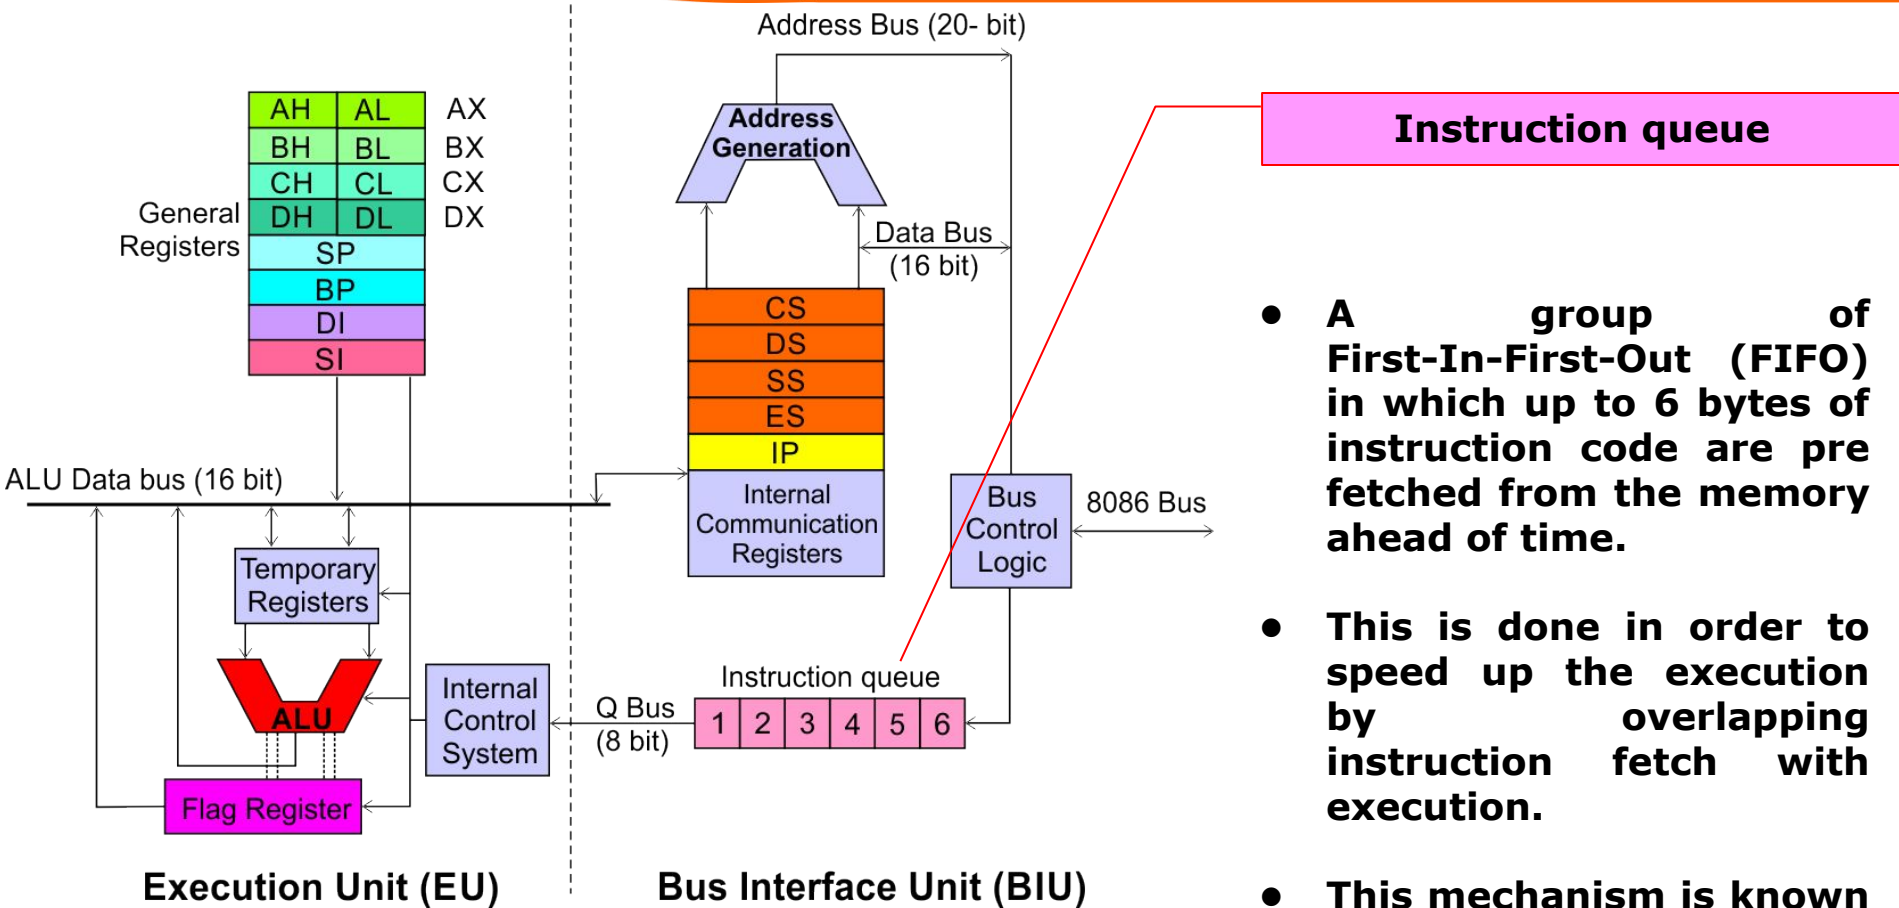 Address Bus (20- bit)
AH AL AX
BH BL BX
CH CL CX
DH DL DX
General
Registers
SP
BP
DI
SI
ALU Data bus (16 bit)
Temporary
Registers
ALU
Internal
Control
System
Flag Register
Execution Unit (EU)
Address
Generation
Data Bus
(16 bit)
CS
DS
SS
ES
IP
Internal
Communication
Registers
Bus
Control
Logic
8086 Bus
Instruction queue
Q Bus
(8 bit)
1 2 3 4 5 6
Bus Interface Unit (BIU)
Instruction queue
● A group of
First-In-First-Out (FIFO)
in which up to 6 bytes of
instruction code are pre
fetched from the memory
ahead of time.
● This is done in order to
speed up the execution
by overlapping
instruction fetch with
execution.
● This mechanism is known